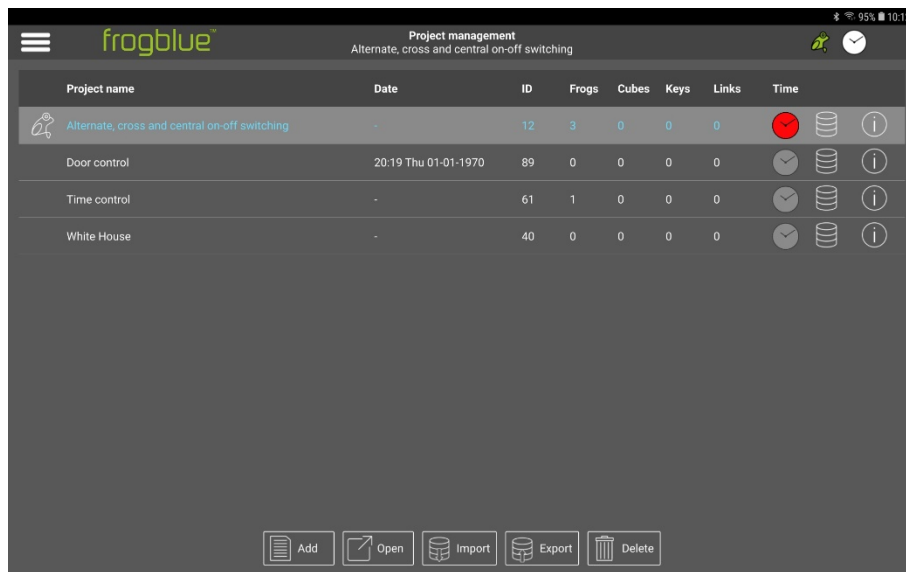 95% 10:1
frogblue™
Project management
Alternate, cross and central on-off switching
Project name Date ID Frogs Cubes Keys Links Time
Alternate, cross and central on-off switching - 12 3 0 0 0
Door control 20:19 Thu 01-01-1970 89 0 0 0 0
Time control - 61 1 0 0 0
White House - 40 0 0 0 0
Add Open Import Export Delete